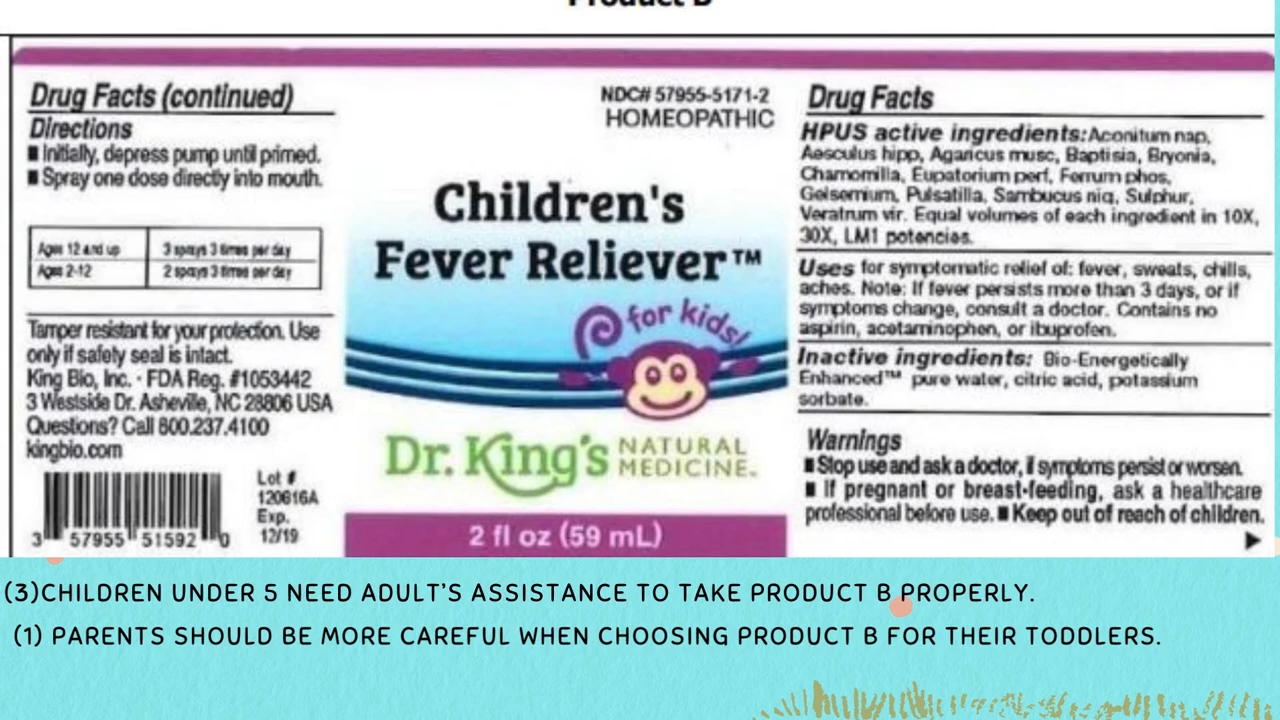 Product B
Drug Facts (continued)
Directions
■ Initially, depress pump until primed.
■ Spray one dose directly into mouth.
Ages 12 and up 3 sprays 3 times per day
Ages 2-12 2 sprays 3 times per day
Tamper resistant for your protection. Use
only if safety seal is intact.
King Bio, Inc. · FDA Reg. #1053442
3 Westside Dr. Asheville, NC 28806 USA
Questions? Call 800.237.4100
kingbio.com
Lot #
120616A
Exp.
12/19
3 57955 51592 0
NDC# 57955-5171-2
HOMEOPATHIC
Children's
Fever Reliever™
for kids!
Dr. King's NATURAL
MEDICINE.
2 fl oz (59 mL)
Drug Facts
HPUS active ingredients: Aconitum nap,
Aesculus hipp, Agaricus musc, Baptisia, Bryonia,
Chamomilla, Eupatorium perf, Ferrum phos,
Gelsemium, Pulsatilla, Sambucus nig, Sulphur,
Veratrum vir. Equal volumes of each ingredient in 10X,
30X, LM1 potencies.
Uses for symptomatic relief of: fever, sweats, chills,
aches. Note: If fever persists more than 3 days, or if
symptoms change, consult a doctor. Contains no
aspirin, acetaminophen, or ibuprofen.
Inactive ingredients: Bio-Energetically
Enhanced™ pure water, citric acid, potassium
sorbate.
Warnings
■ Stop use and ask a doctor, if symptoms persist or worsen.
■ If pregnant or breast-feeding, ask a healthcare
professional before use. ■ Keep out of reach of children.
(3)CHILDREN UNDER 5 NEED ADULT'S ASSISTANCE TO TAKE PRODUCT B PROPERLY.
(1) PARENTS SHOULD BE MORE CAREFUL WHEN CHOOSING PRODUCT B FOR THEIR TODDLERS.